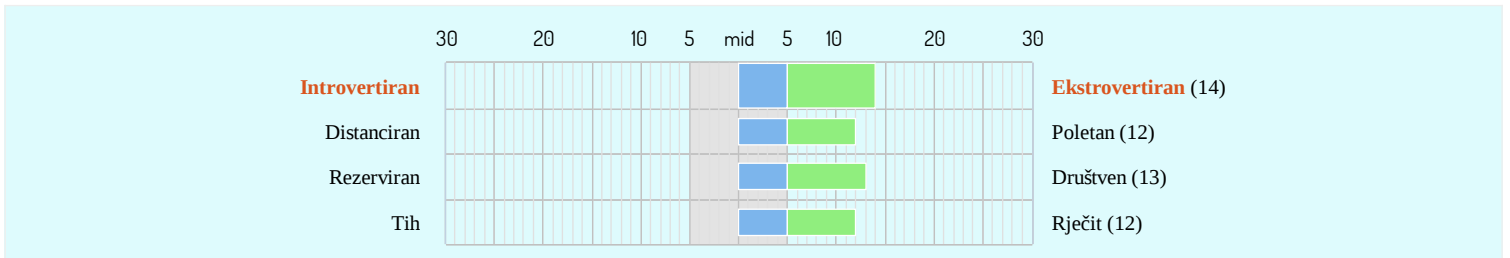 30 20 10 5 mid 5 10 20 30
Introvertiran Ekstrovertiran (14)
Distanciran Poletan (12)
Rezerviran Društven (13)
Tih Rječit (12)